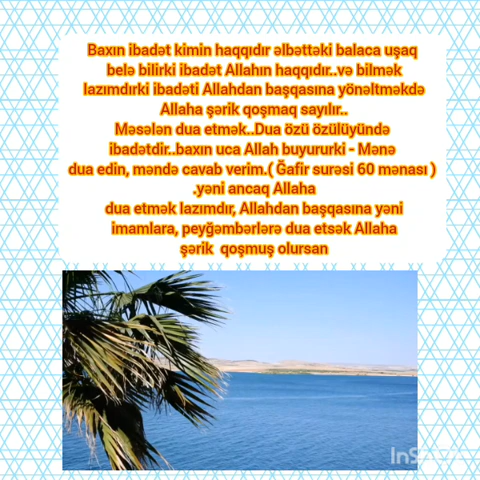 Baxın ibadət kimin haqqıdır əlbəttəki balaca uşaq
belə bilirki ibadət Allahın haqqıdır..və bilmək
lazımdırki ibadəti Allahdan başqasına yönəltməkdə
Allaha şərik qoşmaq sayılır..
Məsələn dua etmək..Dua özü özülüyündə
ibadətdir..baxın uca Allah buyururki - Mənə
dua edin, məndə cavab verim.( Ğafir surəsi 60 mənası )
.yəni ancaq Allaha
dua etmək lazımdır, Allahdan başqasına yəni
imamlara, peyğəmbərlərə dua etsək Allaha
şərik qoşmuş olursan